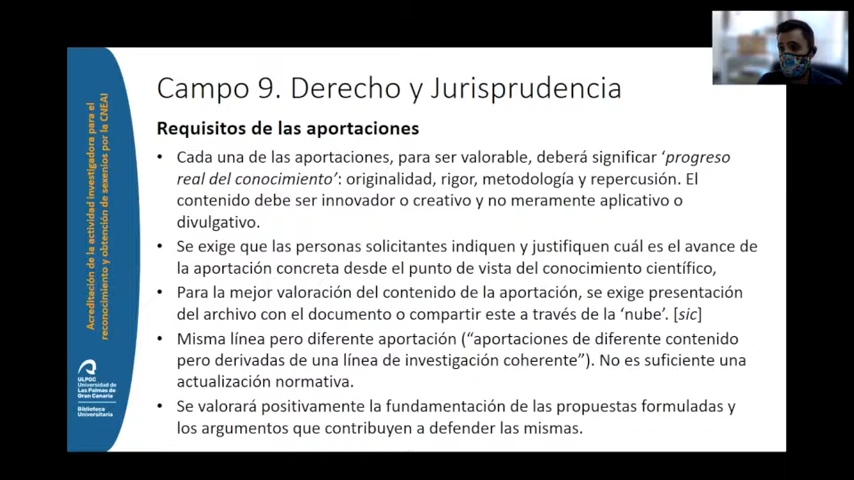 Campo 9. Derecho y Jurisprudencia
Requisitos de las aportaciones
• Cada una de las aportaciones, para ser valorable, deberá significar ‘progreso
real del conocimiento’: originalidad, rigor, metodología y repercusión. El
contenido debe ser innovador o creativo y no meramente aplicativo o
divulgativo.
• Se exige que las personas solicitantes indiquen y justifiquen cuál es el avance de
la aportación concreta desde el punto de vista del conocimiento científico,
• Para la mejor valoración del contenido de la aportación, se exige presentación
del archivo con el documento o compartir este a través de la ‘nube’. [sic]
• Misma línea pero diferente aportación (“aportaciones de diferente contenido
pero derivadas de una línea de investigación coherente”). No es suficiente una
actualización normativa.
• Se valorará positivamente la fundamentación de las propuestas formuladas y
los argumentos que contribuyen a defender las mismas.
Acreditación de la actividad investigadora para el
reconocimiento y obtención de sexenios por la CNEAI
ULPGC
Universidad de
Las Palmas de
Gran Canaria
Biblioteca
Universitaria